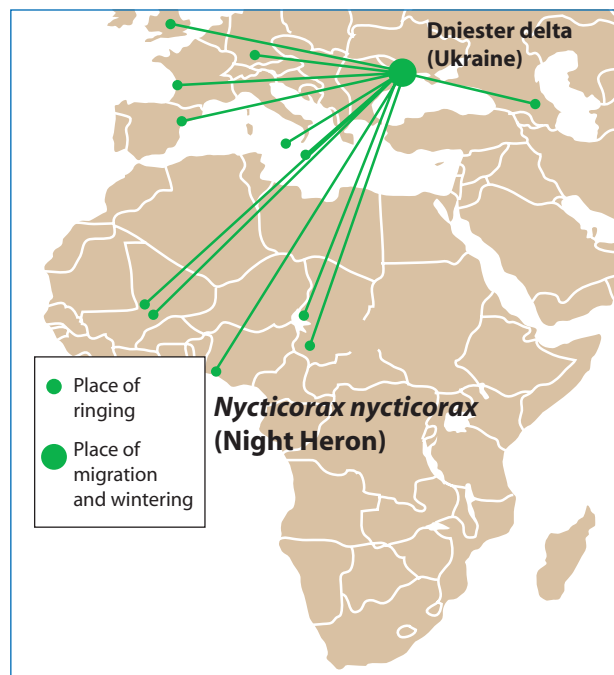 Dniester delta
(Ukraine)
Nycticorax nycticorax
(Night Heron)
Place of
ringing
Place of
migration
and wintering